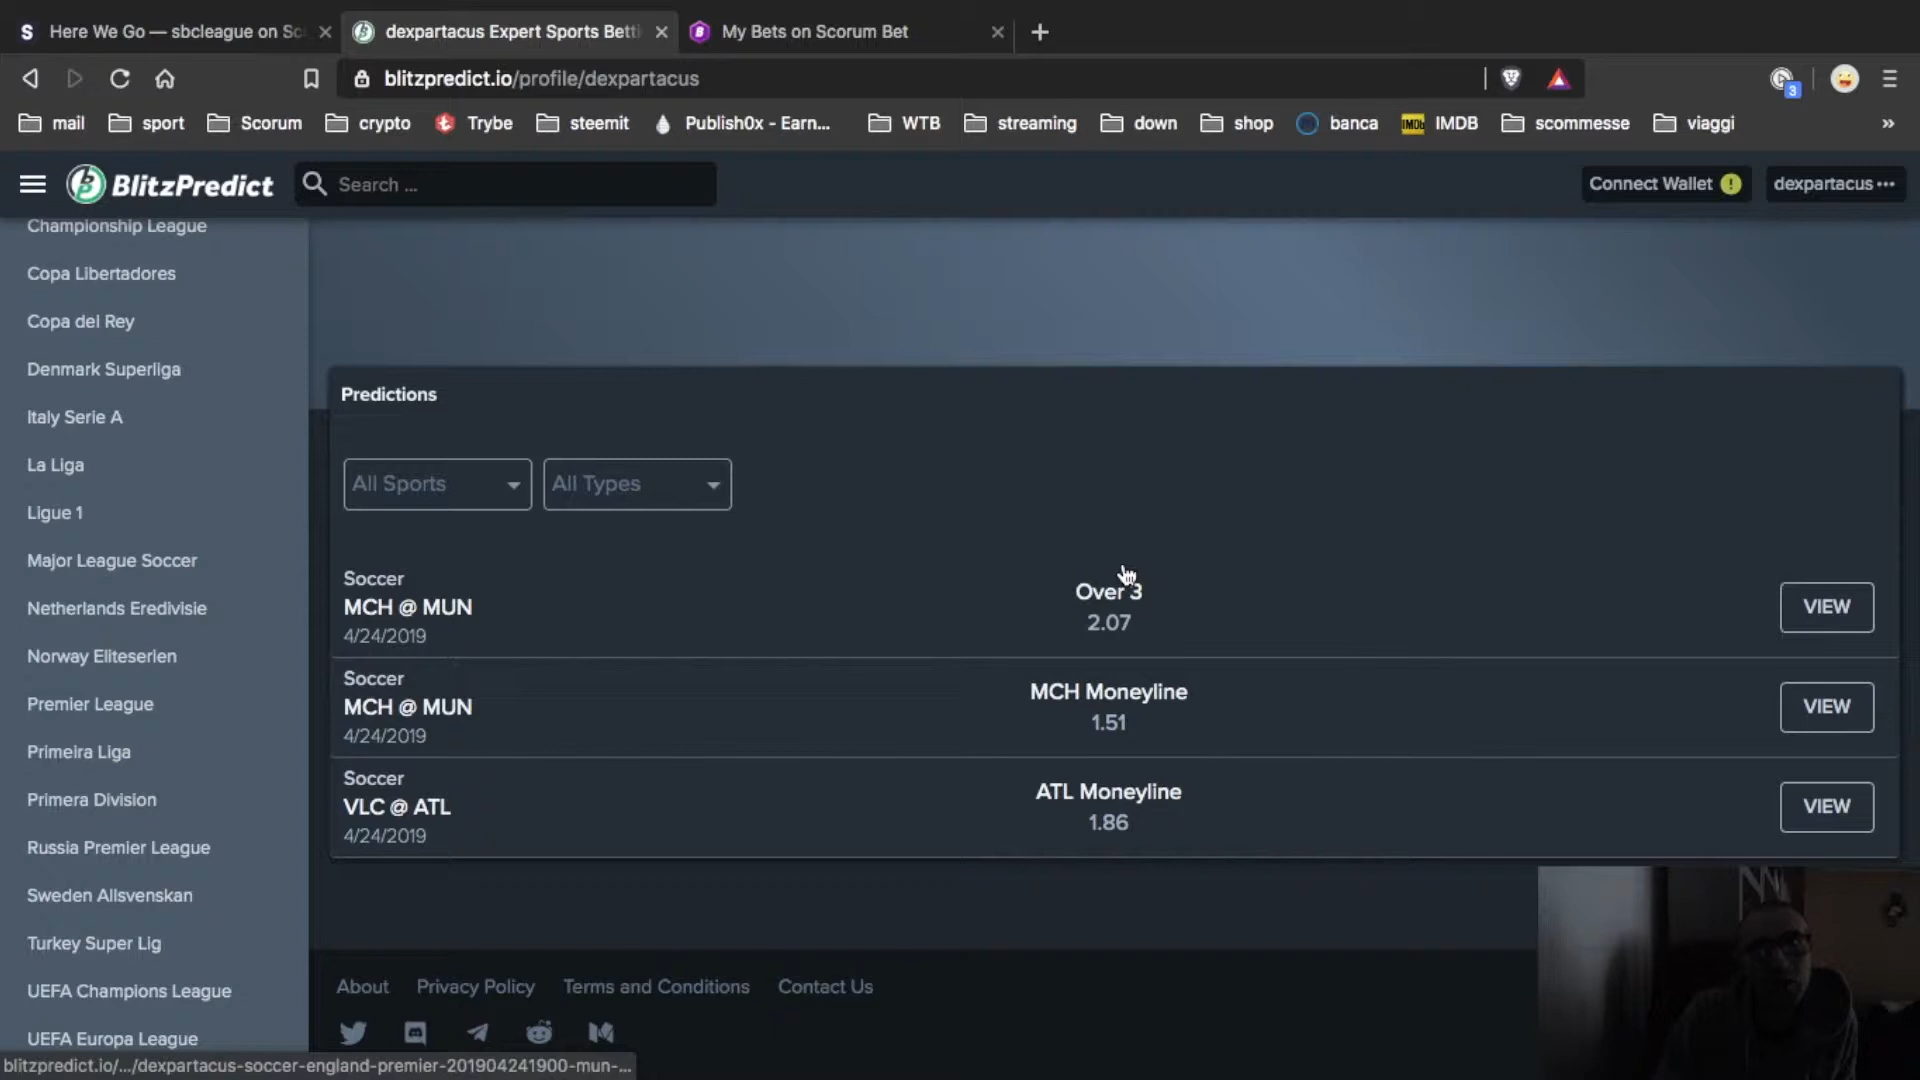 Here We Go — sbcleague on Sc
dexpartacus Expert Sports Betti
My Bets on Scorum Bet
blitzpredict.io/profile/dexpartacus
3
mail
sport
Scorum
crypto
Trybe
steemit
Publish0x - Earn...
WTB
streaming
down
shop
banca
IMDb
IMDB
scommesse
viaggi
»
BlitzPredict
Search ...
Connect Wallet !
dexpartacus
Championship League
Copa Libertadores
Copa del Rey
Denmark Superliga
Italy Serie A
La Liga
Ligue 1
Major League Soccer
Netherlands Eredivisie
Norway Eliteserien
Premier League
Primeira Liga
Primera Division
Russia Premier League
Sweden Allsvenskan
Turkey Super Lig
UEFA Champions League
UEFA Europa League
Predictions
All Sports
All Types
Soccer
MCH @ MUN
4/24/2019
Over 3
2.07
VIEW
Soccer
MCH @ MUN
4/24/2019
MCH Moneyline
1.51
VIEW
Soccer
VLC @ ATL
4/24/2019
ATL Moneyline
1.86
VIEW
About
Privacy Policy
Terms and Conditions
Contact Us
blitzpredict.io/.../dexpartacus-soccer-england-premier-201904241900-mun-...